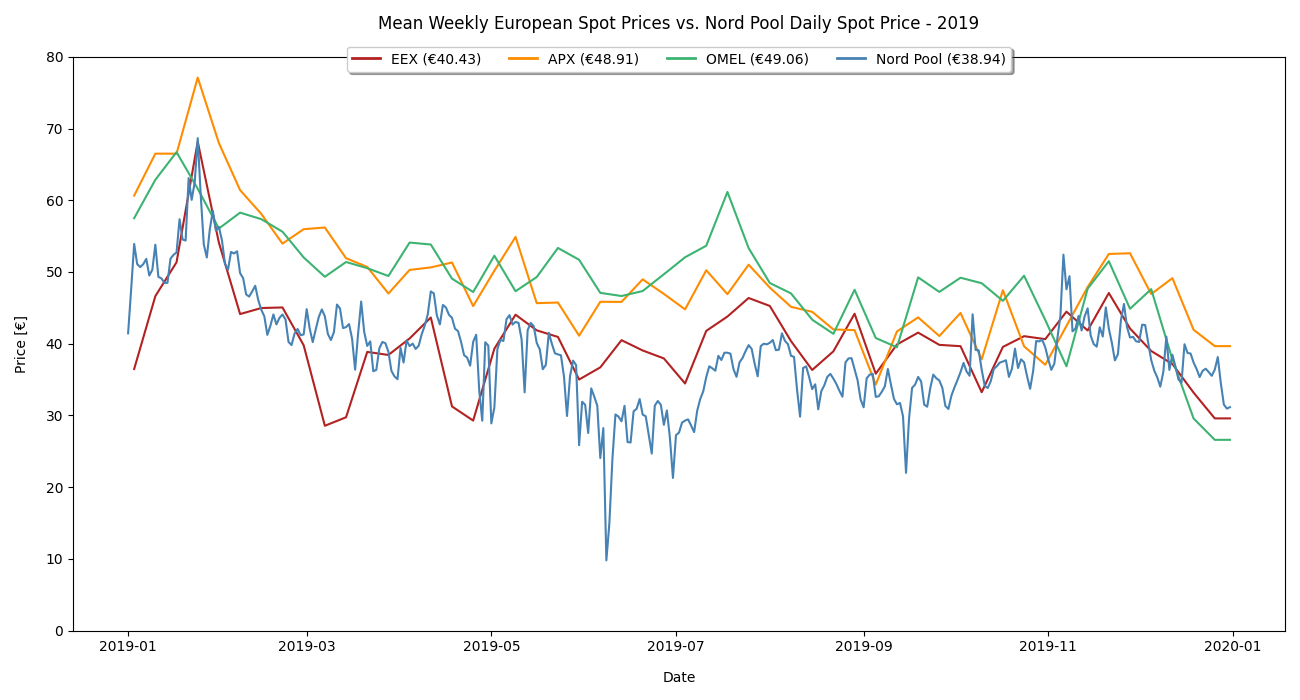 Mean Weekly European Spot Prices vs. Nord Pool Daily Spot Price - 2019
EEX (€40.43) APX (€48.91) OMEL (€49.06) Nord Pool (€38.94)
80
70
60
50
40
30
20
10
0
Price [€]
2019-01 2019-03 2019-05 2019-07 2019-09 2019-11 2020-01
Date